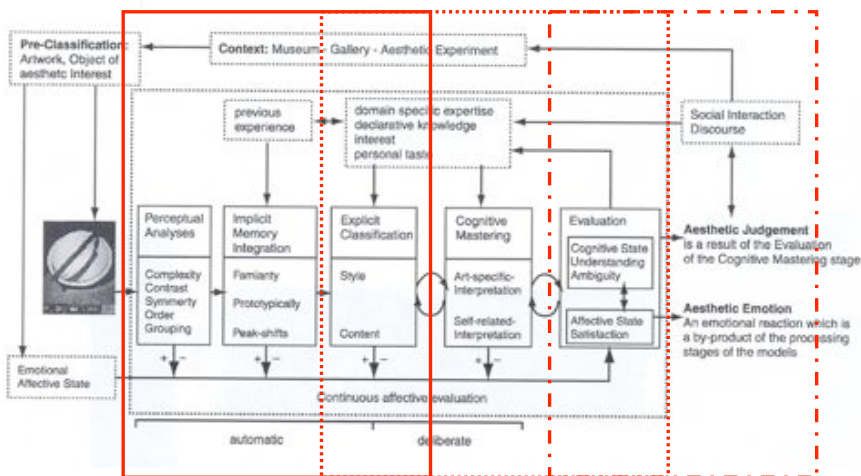 Pre-Classification:
Artwork, Object of
aesthetc Interest
Context: Museum - Gallery - Aesthetic Experiment
previous
experience
domain specific expertise
declarative knowledge
interest
personal taste
Social Interaction
Discourse
Perceptual
Analyses
Complexity
Contrast
Symmerty
Order
Grouping
Implicit
Memory
Integration
Famianty
Prototypically
Peak-shifts
Explicit
Classification
Style
Content
Cognitive
Mastering
Art-specific-
Interpretation
Self-related-
Interpretation
Evaluation
Cognitive State
Understanding
Ambiguity
Affective State
Satisfaction
Aesthetic Judgement
is a result of the Evaluation
of the Cognitive Mastering stage
Aesthetic Emotion
An emotional reaction which is
a by-product of the processing
stages of the models
+ − + − + − + −
Emotional
Affective State
Continuous affective evaluation
automatic deliberate